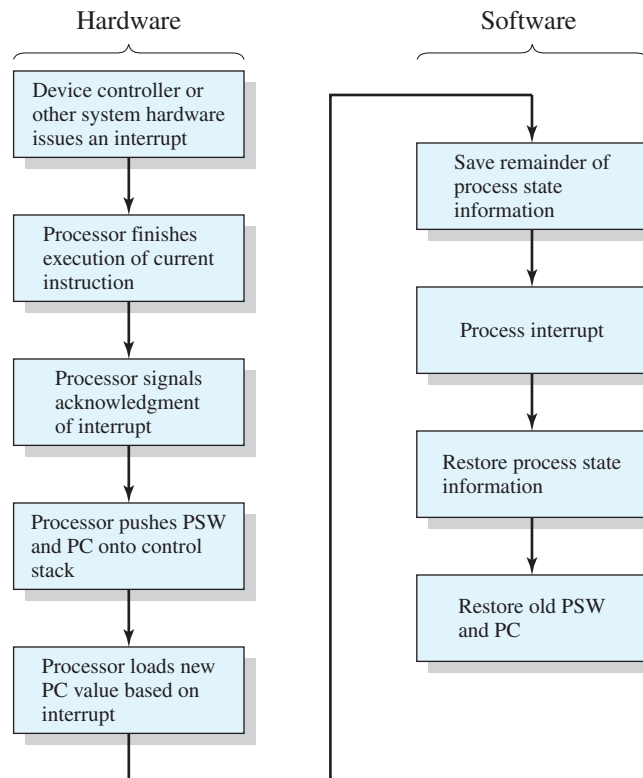 Hardware
Device controller or
other system hardware
issues an interrupt
Processor finishes
execution of current
instruction
Processor signals
acknowledgment
of interrupt
Processor pushes PSW
and PC onto control
stack
Processor loads new
PC value based on
interrupt
Software
Save remainder of
process state
information
Process interrupt
Restore process state
information
Restore old PSW
and PC